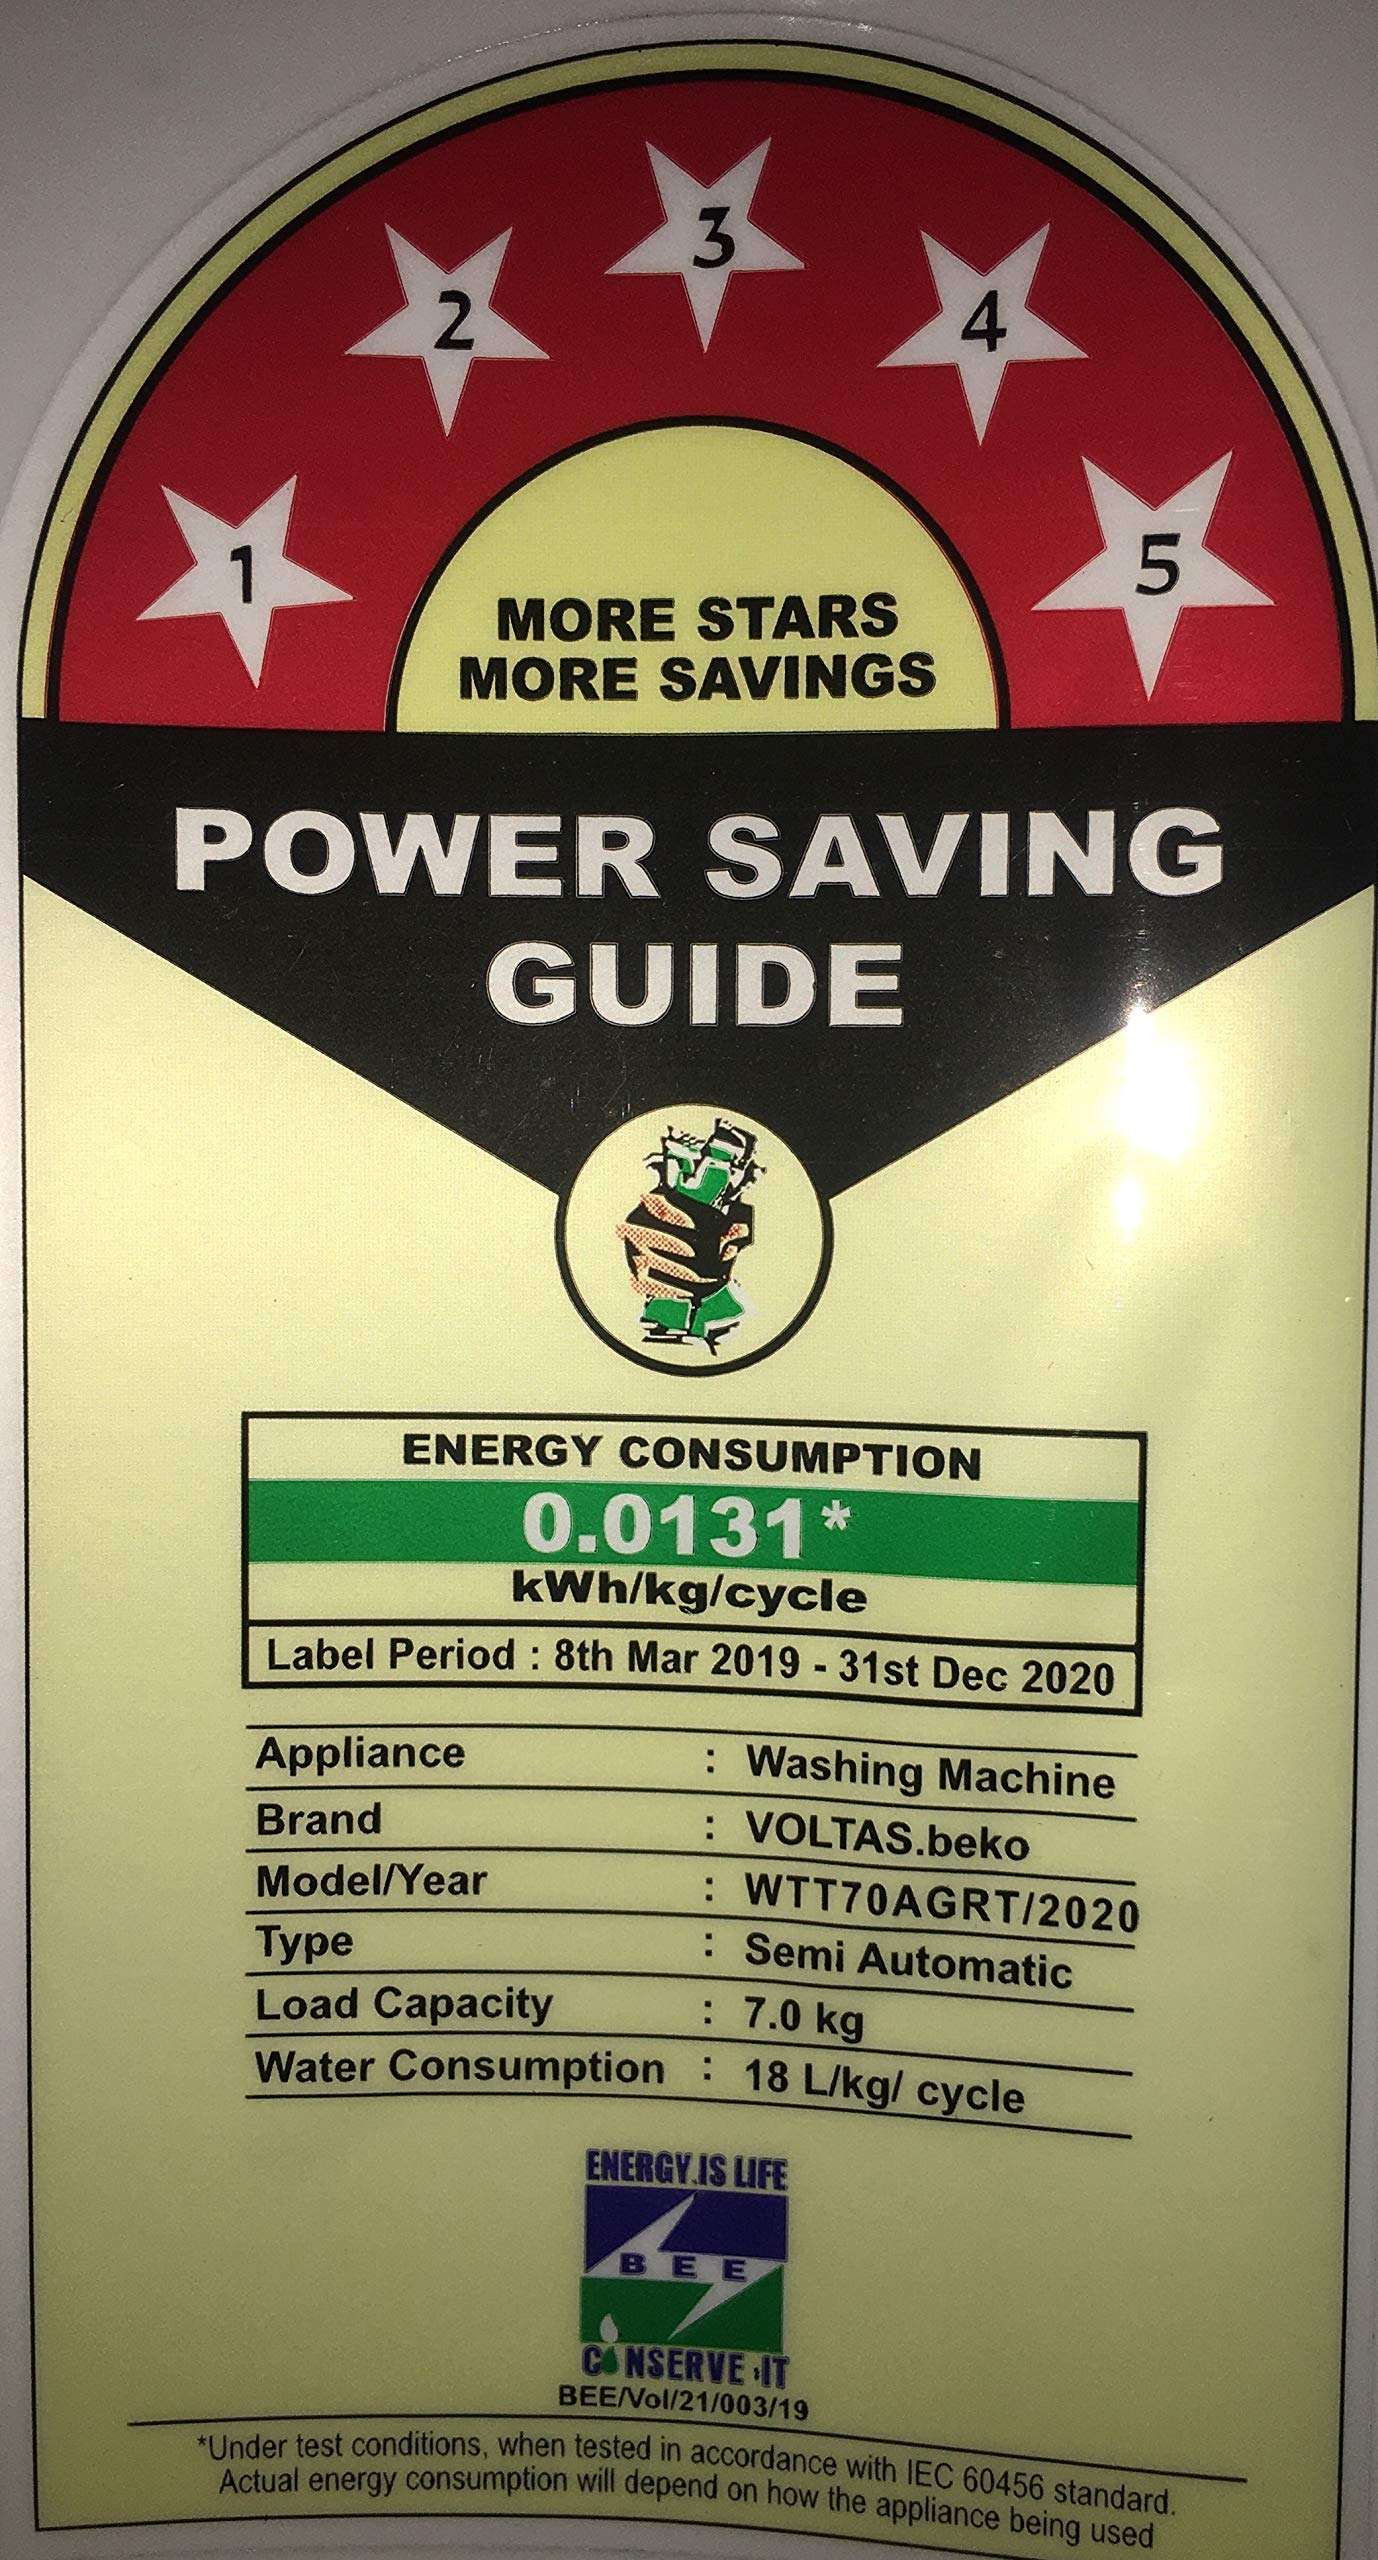 1
2
3
4
5
MORE STARS
MORE SAVINGS
POWER SAVING
GUIDE
ENERGY CONSUMPTION
0.0131*
kWh/kg/cycle
Label Period : 8th Mar 2019 - 31st Dec 2020
Appliance : Washing Machine
Brand : VOLTAS.beko
Model/Year : WTT70AGRT/2020
Type : Semi Automatic
Load Capacity : 7.0 kg
Water Consumption : 18 L/kg/ cycle
ENERGY IS LIFE
BEE
CONSERVE IT
BEE/Vol/21/003/19
*Under test conditions, when tested in accordance with IEC 60456 standard.
Actual energy consumption will depend on how the appliance being used